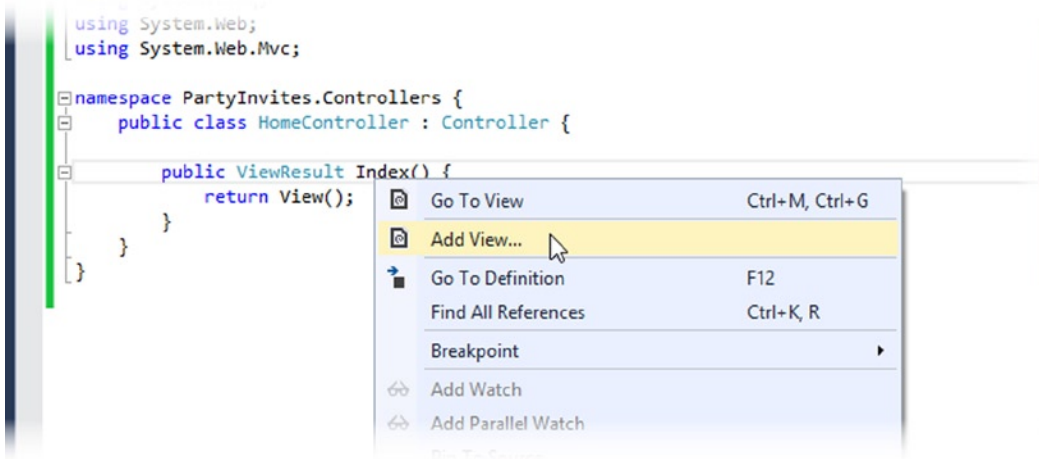 using System.Web;
using System.Web.Mvc;
namespace PartyInvites.Controllers {
public class HomeController : Controller {
public ViewResult Index() {
return View();
}
}
}
Go To View Ctrl+M, Ctrl+G
Add View...
Go To Definition F12
Find All References Ctrl+K, R
Breakpoint
Add Watch
Add Parallel Watch